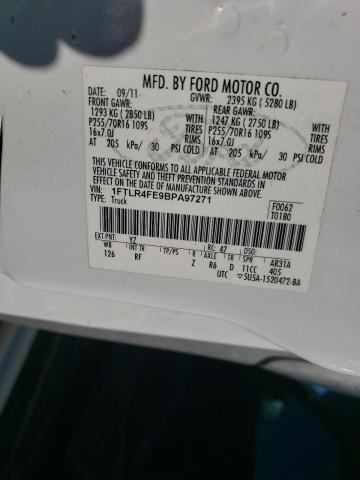 MFD. BY FORD MOTOR CO.
DATE: 09/11 GVWR: 2395 KG ( 5280 LB)
FRONT GAWR: REAR GAWR:
1293 KG ( 2850 LB) 1247 KG ( 2750 LB)
WITH WITH
P255/70R16 109S TIRES P255/70R16 109S TIRES
16x7.0J RIMS 16x7.0J RIMS
AT 205 kPa/ 30 PSI COLD AT 205 kPa/ 30 PSI COLD
THIS VEHICLE CONFORMS TO ALL APPLICABLE FEDERAL MOTOR
VEHICLE SAFETY AND THEFT PREVENTION STANDARDS IN EFFECT ON
THE DATE OF MANUFACTURE SHOWN ABOVE.
VIN: 1FTLR4FE9BPA97271 F0062
TYPE: Truck T0180
EXT PNT: YZ RC: 47 DSO:
WB INT TR TP/PS R AXLE TR SPR AR3TA
126 RF Z R6 D 11CC 405
UTC ▽5U5A-1520472-BA